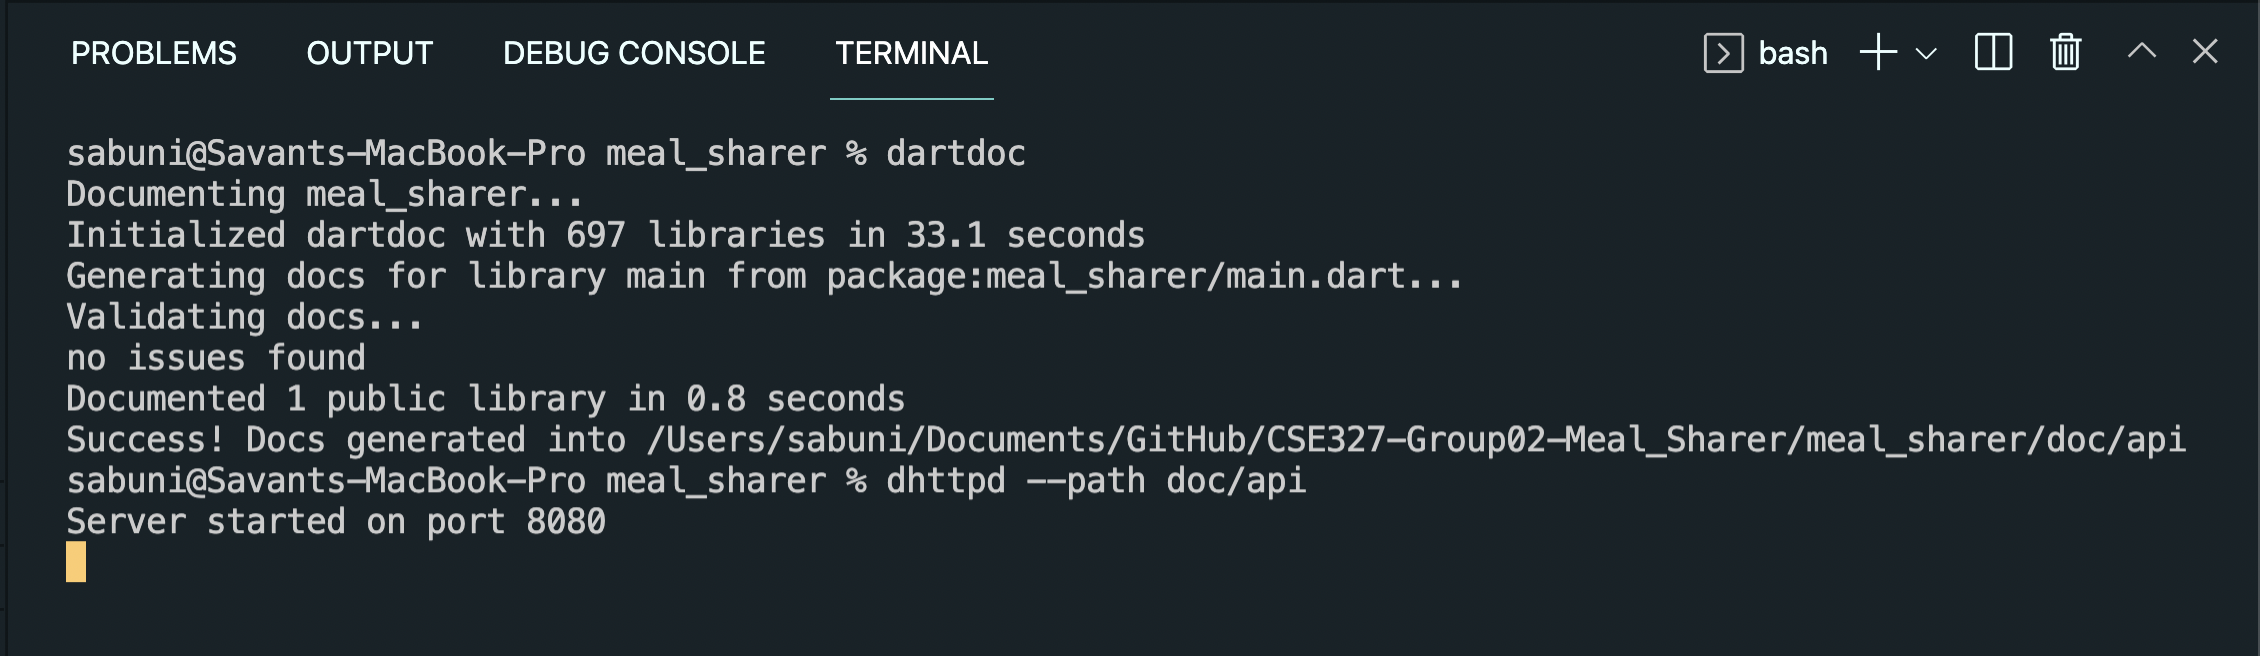 PROBLEMS OUTPUT DEBUG CONSOLE TERMINAL bash
sabuni@Savants-MacBook-Pro meal_sharer % dartdoc
Documenting meal_sharer...
Initialized dartdoc with 697 libraries in 33.1 seconds
Generating docs for library main from package:meal_sharer/main.dart...
Validating docs...
no issues found
Documented 1 public library in 0.8 seconds
Success! Docs generated into /Users/sabuni/Documents/GitHub/CSE327-Group02-Meal_Sharer/meal_sharer/doc/api
sabuni@Savants-MacBook-Pro meal_sharer % dhttpd --path doc/api
Server started on port 8080